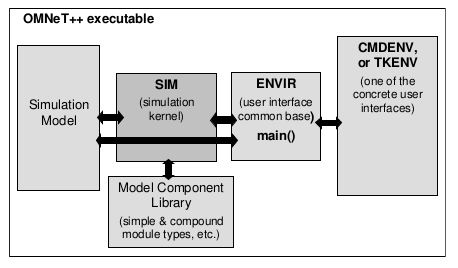 OMNeT++ executable
Simulation
Model
SIM
(simulation
kernel)
ENVIR
(user interface
common base)
main()
CMDENV,
or TKENV
(one of the
concrete user
interfaces)
Model Component
Library
(simple & compound
module types, etc.)